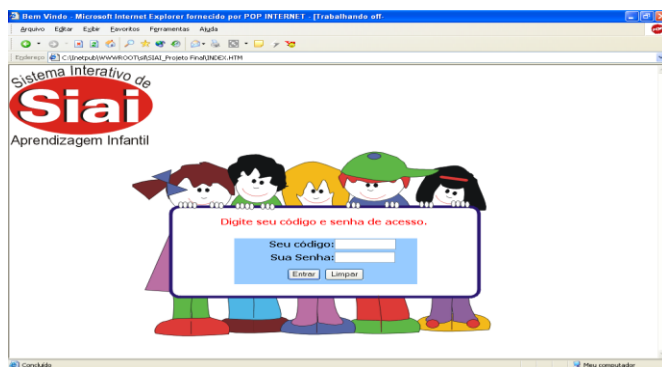 Bem Vindo - Microsoft Internet Explorer fornecido por POP INTERNET - [Trabalhando off-
Arquivo Editar Exibir Favoritos Ferramentas Ajuda
Endereço C:\Inetpub\WWWROOT\sit\SIAI_Projeto Final\INDEX.HTM
Sistema Interativo de
Siai
Aprendizagem Infantil
Digite seu código e senha de acesso.
Seu código:
Sua Senha:
Entrar Limpar
Concluído Meu computador